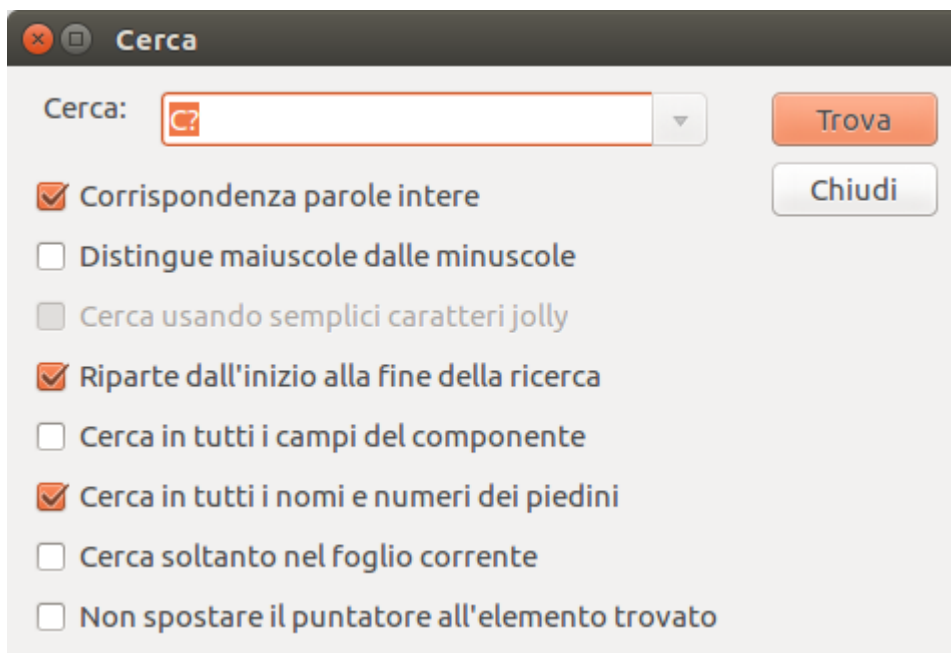 Cerca
Cerca: C? Trova
Chiudi
Corrispondenza parole intere
Distingue maiuscole dalle minuscole
Cerca usando semplici caratteri jolly
Riparte dall'inizio alla fine della ricerca
Cerca in tutti i campi del componente
Cerca in tutti i nomi e numeri dei piedini
Cerca soltanto nel foglio corrente
Non spostare il puntatore all'elemento trovato